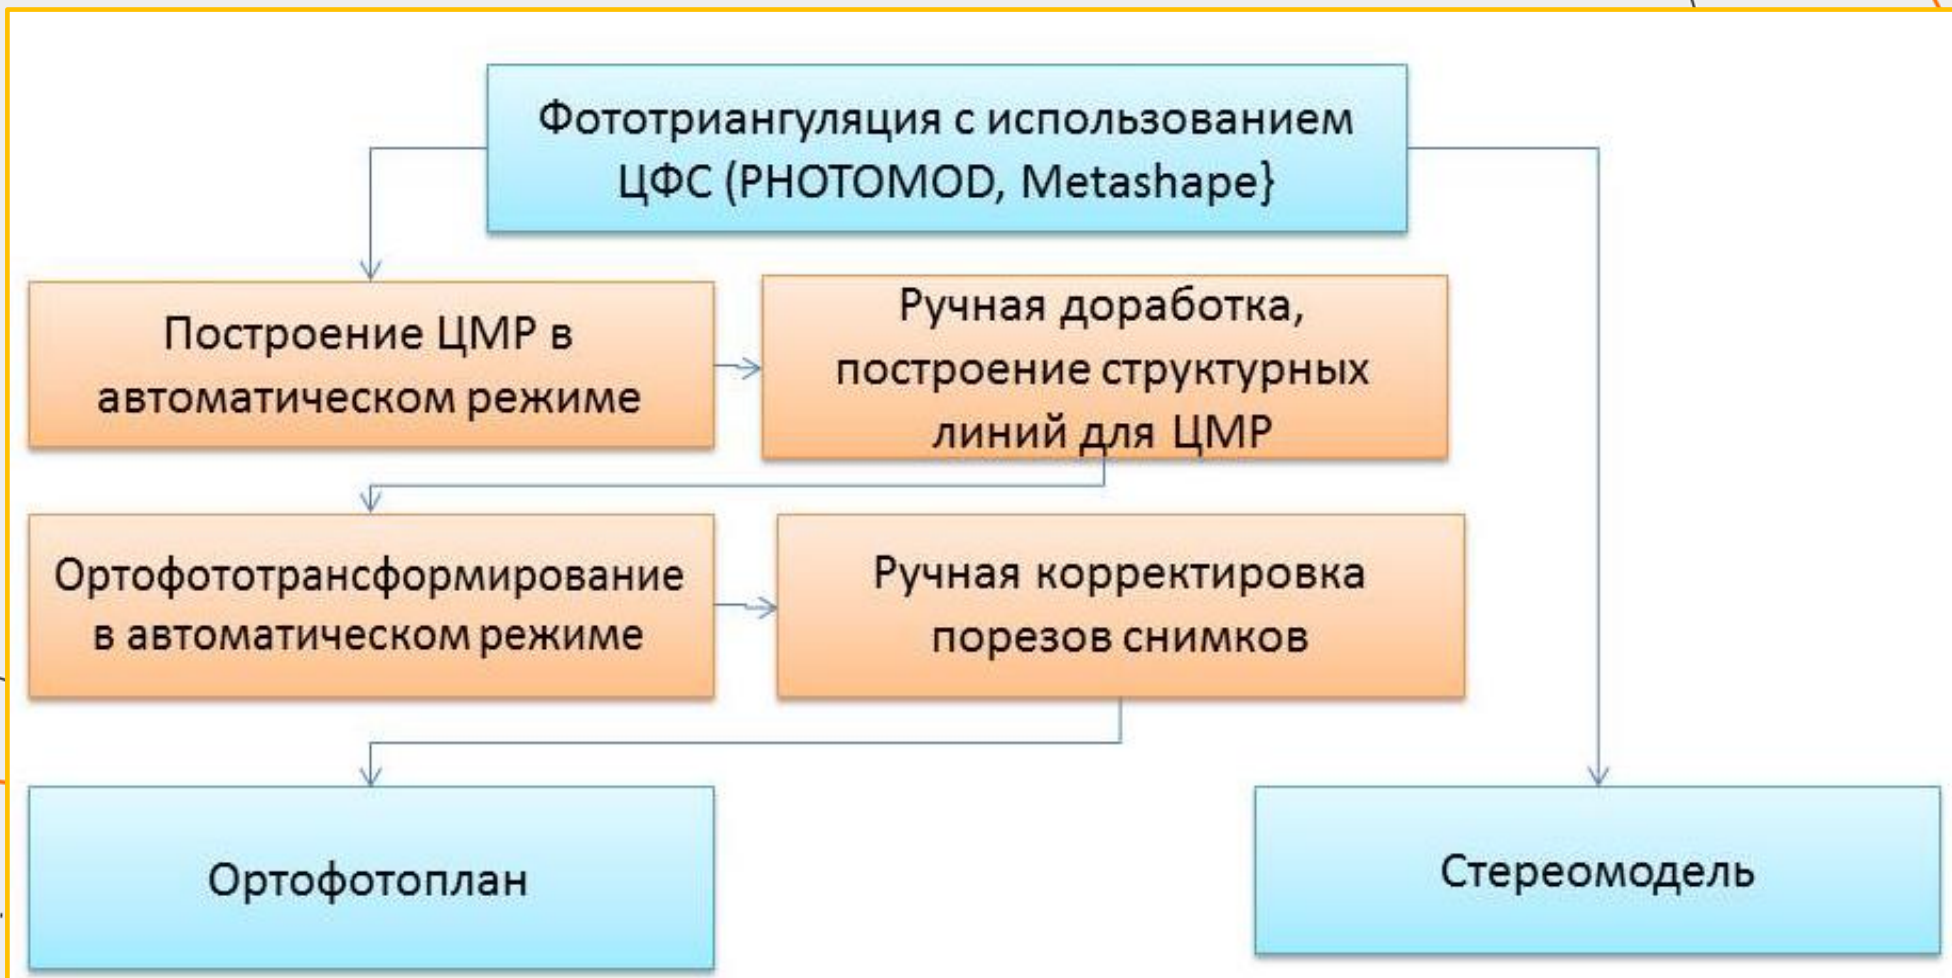 Фототриангуляция с использованием
ЦФС (PHOTOMOD, Metashape}
Построение ЦМР в
автоматическом режиме
Ручная доработка,
построение структурных
линий для ЦМР
Ортофототрансформирование
в автоматическом режиме
Ручная корректировка
порезов снимков
Ортофотоплан
Стереомодель